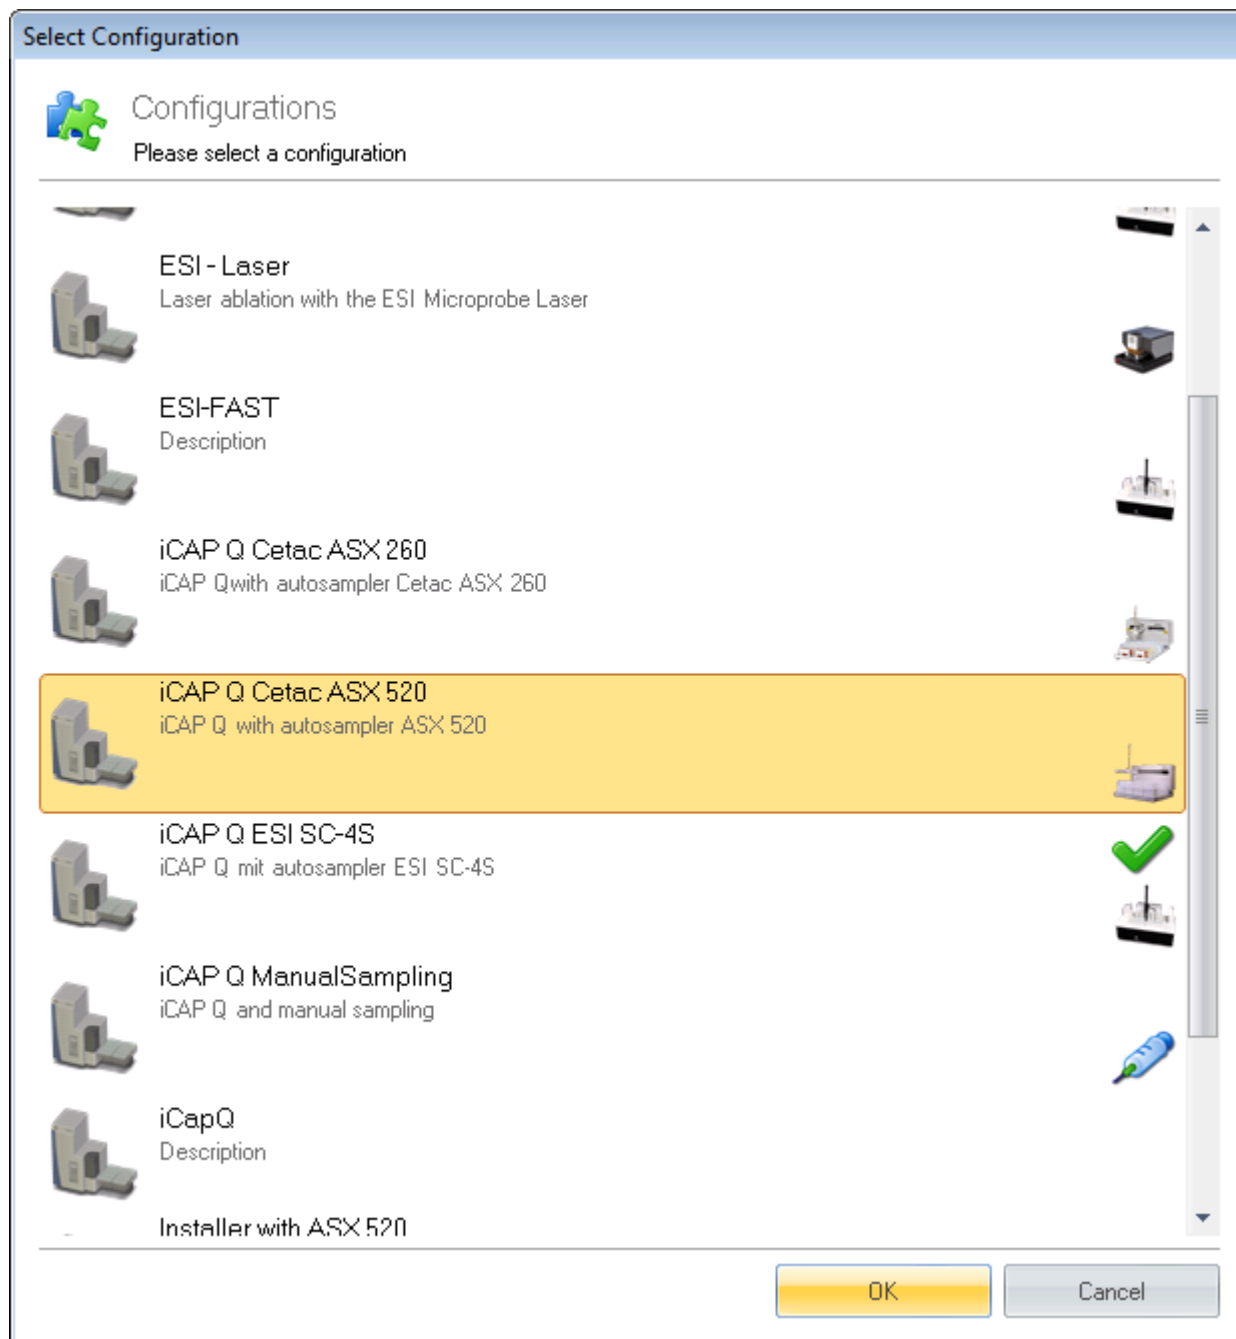 Select Configuration
Configurations
Please select a configuration
ESI - Laser
Laser ablation with the ESI Microprobe Laser
ESI-FAST
Description
iCAP Q Cetac ASX 260
iCAP Qwith autosampler Cetac ASX 260
iCAP Q Cetac ASX 520
iCAP Q with autosampler ASX 520
iCAP Q ESI SC-4S
iCAP Q mit autosampler ESI SC-4S
iCAP Q ManualSampling
iCAP Q and manual sampling
iCapQ
Description
Installer with ASX 520
OK
Cancel